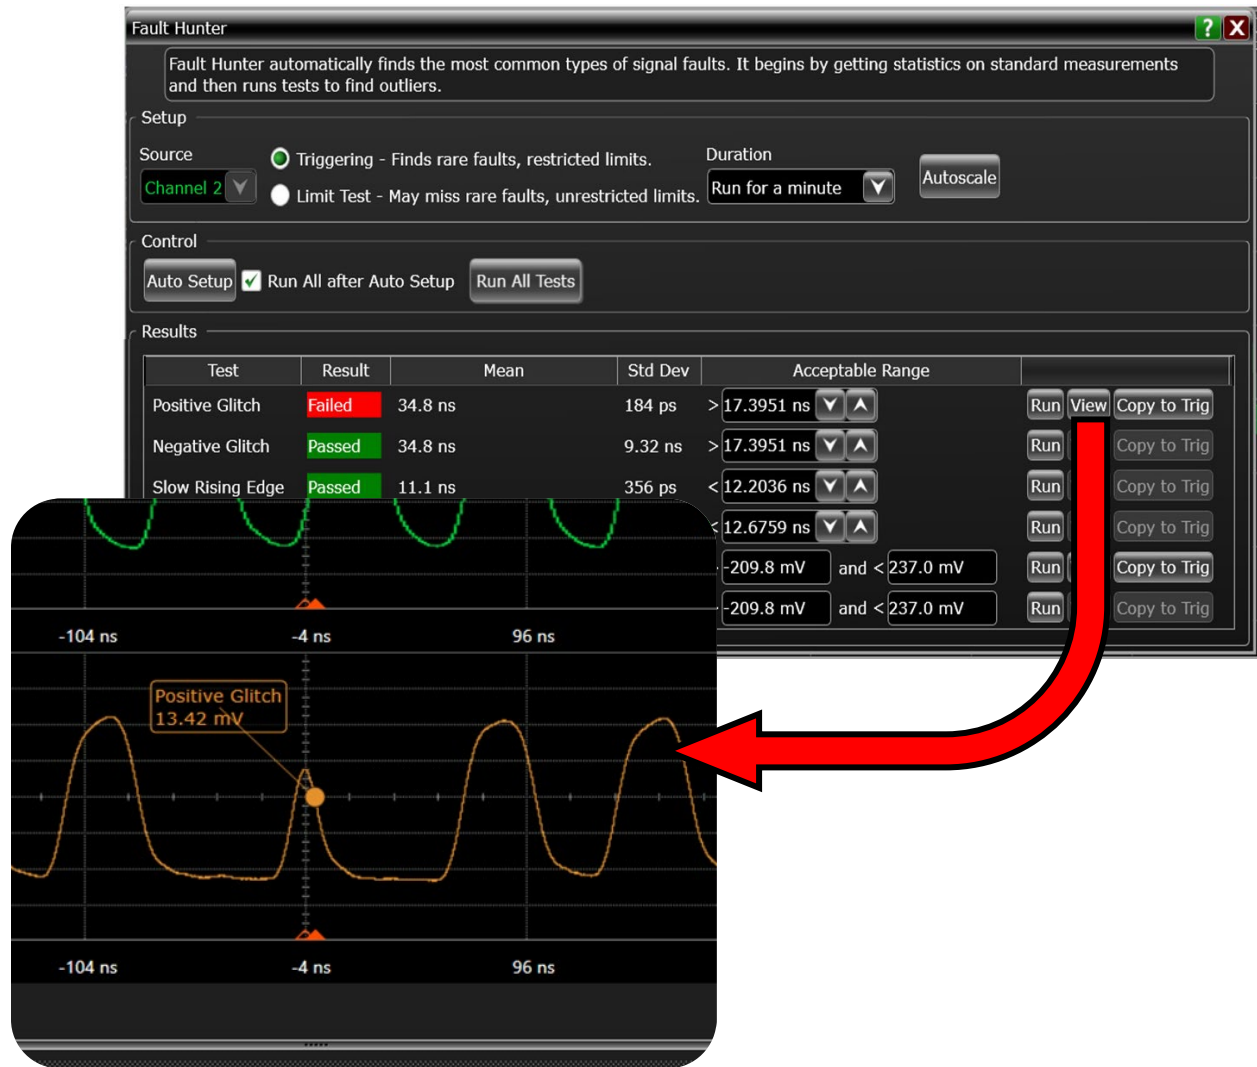 Fault Hunter
? X
Fault Hunter automatically finds the most common types of signal faults. It begins by getting statistics on standard measurements
and then runs tests to find outliers.
Setup
Source
Channel 2
Triggering - Finds rare faults, restricted limits.
Limit Test - May miss rare faults, unrestricted limits.
Duration
Run for a minute
Autoscale
Control
Auto Setup Run All after Auto Setup Run All Tests
Results
Test Result Mean Std Dev Acceptable Range
Positive Glitch Failed 34.8 ns 184 ps > 17.3951 ns Run View Copy to Trig
Negative Glitch Passed 34.8 ns 9.32 ns > 17.3951 ns Run Copy to Trig
Slow Rising Edge Passed 11.1 ns 356 ps < 12.2036 ns Run Copy to Trig
< 12.6759 ns Run Copy to Trig
-209.8 mV and < 237.0 mV Run Copy to Trig
-209.8 mV and < 237.0 mV Run Copy to Trig
-104 ns -4 ns 96 ns
Positive Glitch
13.42 mV
-104 ns -4 ns 96 ns